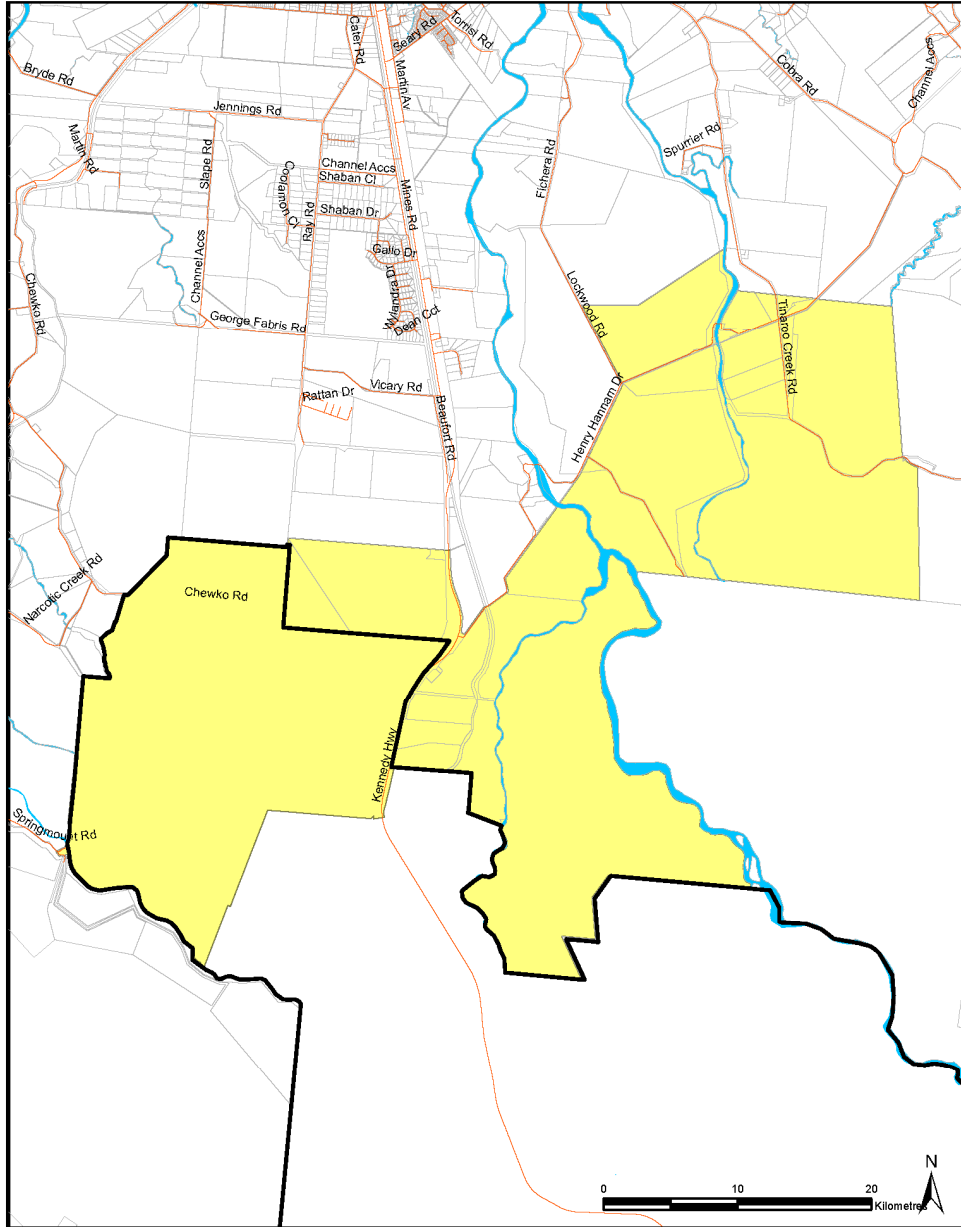 Cater Rd
Seary Rd
Torrisi Rd
Martin Av
Bryde Rd
Cobra Rd
Channel Accs
Jennings Rd
Martin Rd
Slape Rd
Spurrier Rd
Fichera Rd
Channel Accs
Shaban Cl
Coolamon Cl
Mines Rd
Ray Rd
Shaban Dr
Gallo Dr
Channel Accs
Wylandra Dr
Lockwood Rd
Chewko Rd
George Fabris Rd
Dean Cct
Tinaroo Creek Rd
Vicary Rd
Rattan Dr
Beaufort Rd
Henry Hannam Dr
Narcotic Creek Rd
Chewko Rd
Kennedy Hwy
Springmount Rd
N
0 10 20
Kilometres